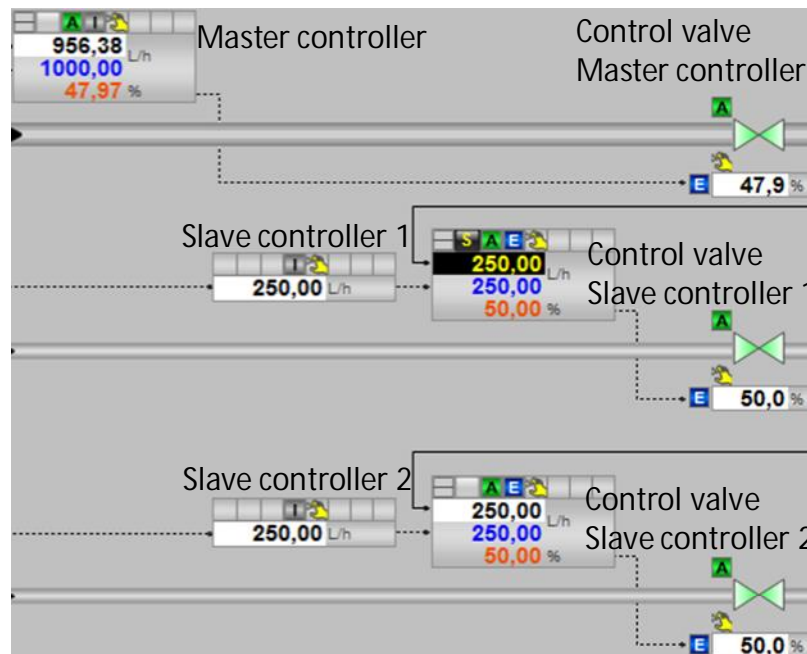 A I
956,38 L/h
1000,00
47,97 %
Master controller
Control valve
Master controller
A
E 47,9 %
Slave controller 1
I
250,00 L/h
S A E
250,00 L/h
250,00
50,00 %
Control valve
Slave controller 1
A
E 50,0 %
Slave controller 2
I
250,00 L/h
A E
250,00 L/h
250,00
50,00 %
Control valve
Slave controller 2
A
E 50,0 %